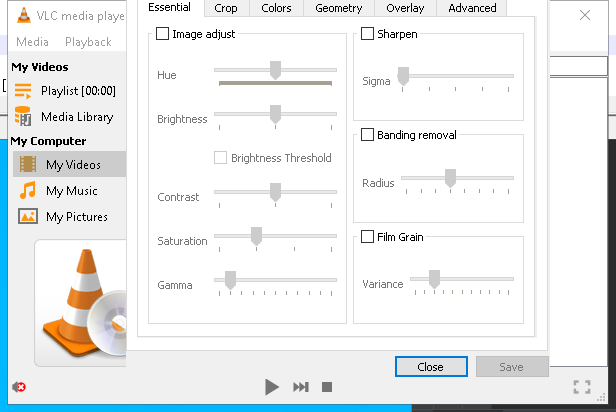 VLC media playe
Media Playback
My Videos
Playlist [00:00]
Media Library
My Computer
My Videos
My Music
My Pictures
Essential Crop Colors Geometry Overlay Advanced
Image adjust
Hue
Brightness
Brightness Threshold
Contrast
Saturation
Gamma
Sharpen
Sigma
Banding removal
Radius
Film Grain
Variance
Close Save